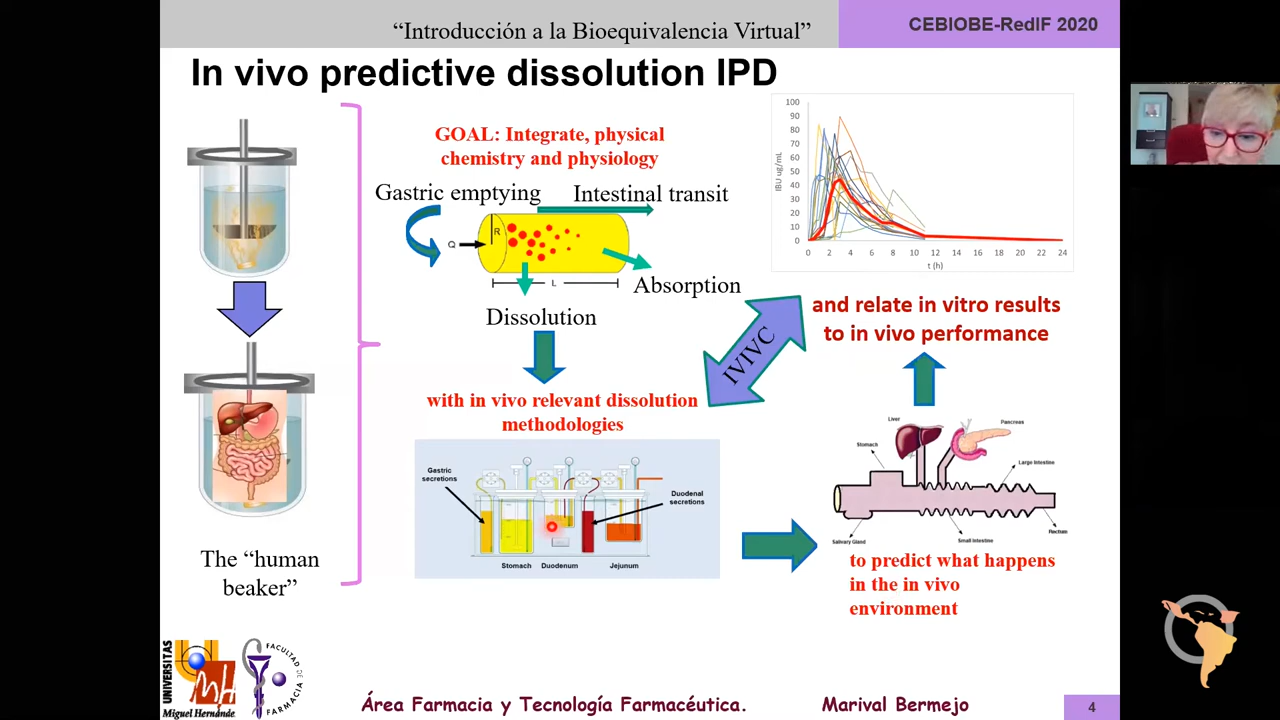 “Introducción a la Bioequivalencia Virtual”
CEBIOBE-RedIF 2020
In vivo predictive dissolution IPD
GOAL: Integrate, physical
chemistry and physiology
Gastric emptying
Intestinal transit
Q
R
L
Absorption
Dissolution
with in vivo relevant dissolution
methodologies
Gastric
secretions
Duodenal
secretions
Stomach
Duodenum
Jejunum
The “human
beaker”
IVIVC
IBU ug/mL
100
90
80
70
60
50
40
30
20
10
0
0 2 4 6 8 10 12 14 16 18 20 22 24
t (h)
and relate in vitro results
to in vivo performance
Liver
Pancreas
Stomach
Large Intestine
Salivary Gland
Small Intestine
Rectum
to predict what happens
in the in vivo
environment
UNIVERSITAS
Miguel Hernández
FACULTAD DE
FARMACIA
Área Farmacia y Tecnología Farmacéutica.
Marival Bermejo
4